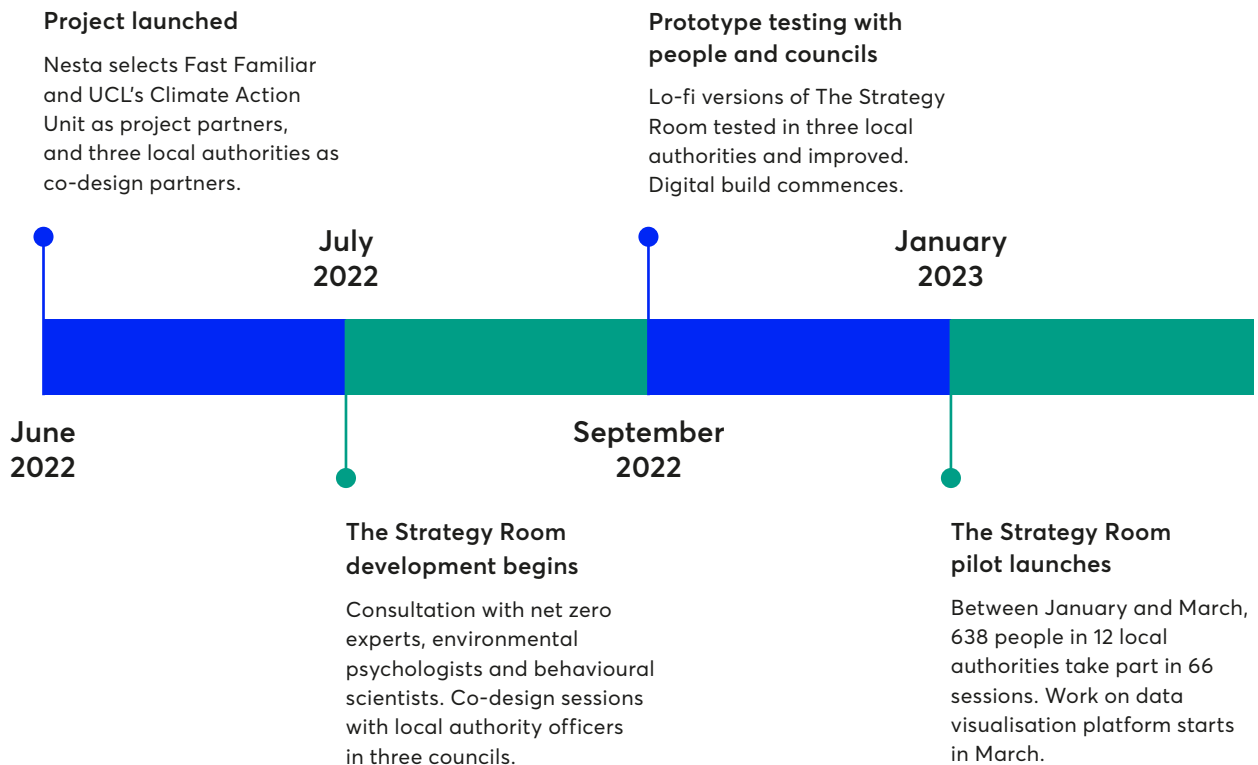 Project launched
Nesta selects Fast Familiar
and UCL's Climate Action
Unit as project partners,
and three local authorities as
co-design partners.
Prototype testing with
people and councils
Lo-fi versions of The Strategy
Room tested in three local
authorities and improved.
Digital build commences.
July
2022
January
2023
June
2022
September
2022
The Strategy Room
development begins
Consultation with net zero
experts, environmental
psychologists and behavioural
scientists. Co-design sessions
with local authority officers
in three councils.
The Strategy Room
pilot launches
Between January and March,
638 people in 12 local
authorities take part in 66
sessions. Work on data
visualisation platform starts
in March.